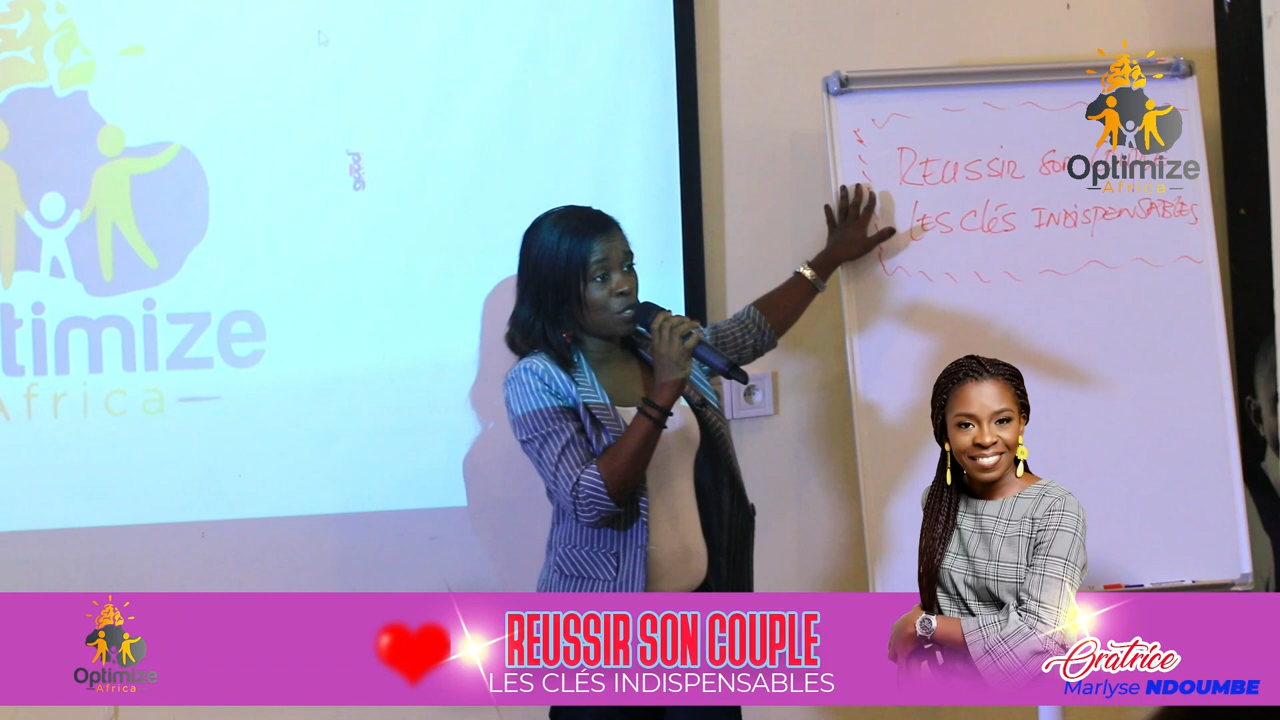 timize
Africa
REUSSIR SON
LES CLÉS INDISPENSABLES
Optimize
Africa
Optimize
Africa
REUSSIR SON COUPLE
LES CLÉS INDISPENSABLES
Oratrice
Marlyse NDOUMBE